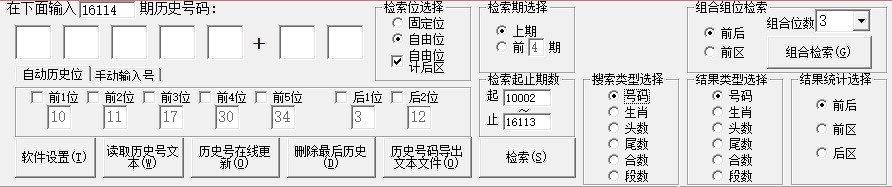 在下面输入 16114 期历史号码:
+
自动历史位 手动输入号
前1位 前2位 前3位 前4位 前5位 后1位 后2位
10 11 17 30 34 3 12
软件设置(T)
读取历史号文
本(W)
历史号在线更
新(O)
删除最后历史
(D)
历史号码导出
文本文件(O)
检索位选择
固定位
自由位
自由位
计后区
检索期选择
上期
前 4 期
检索起止期数
起 10002
~
止 16113
检索(S)
组合组位检索
前后
前区
组合位数 3
组合检索(G)
搜索类型选择
号码
生肖
头数
尾数
合数
段数
结果类型选择
号码
生肖
头数
尾数
合数
段数
结果统计选择
前后
前区
后区